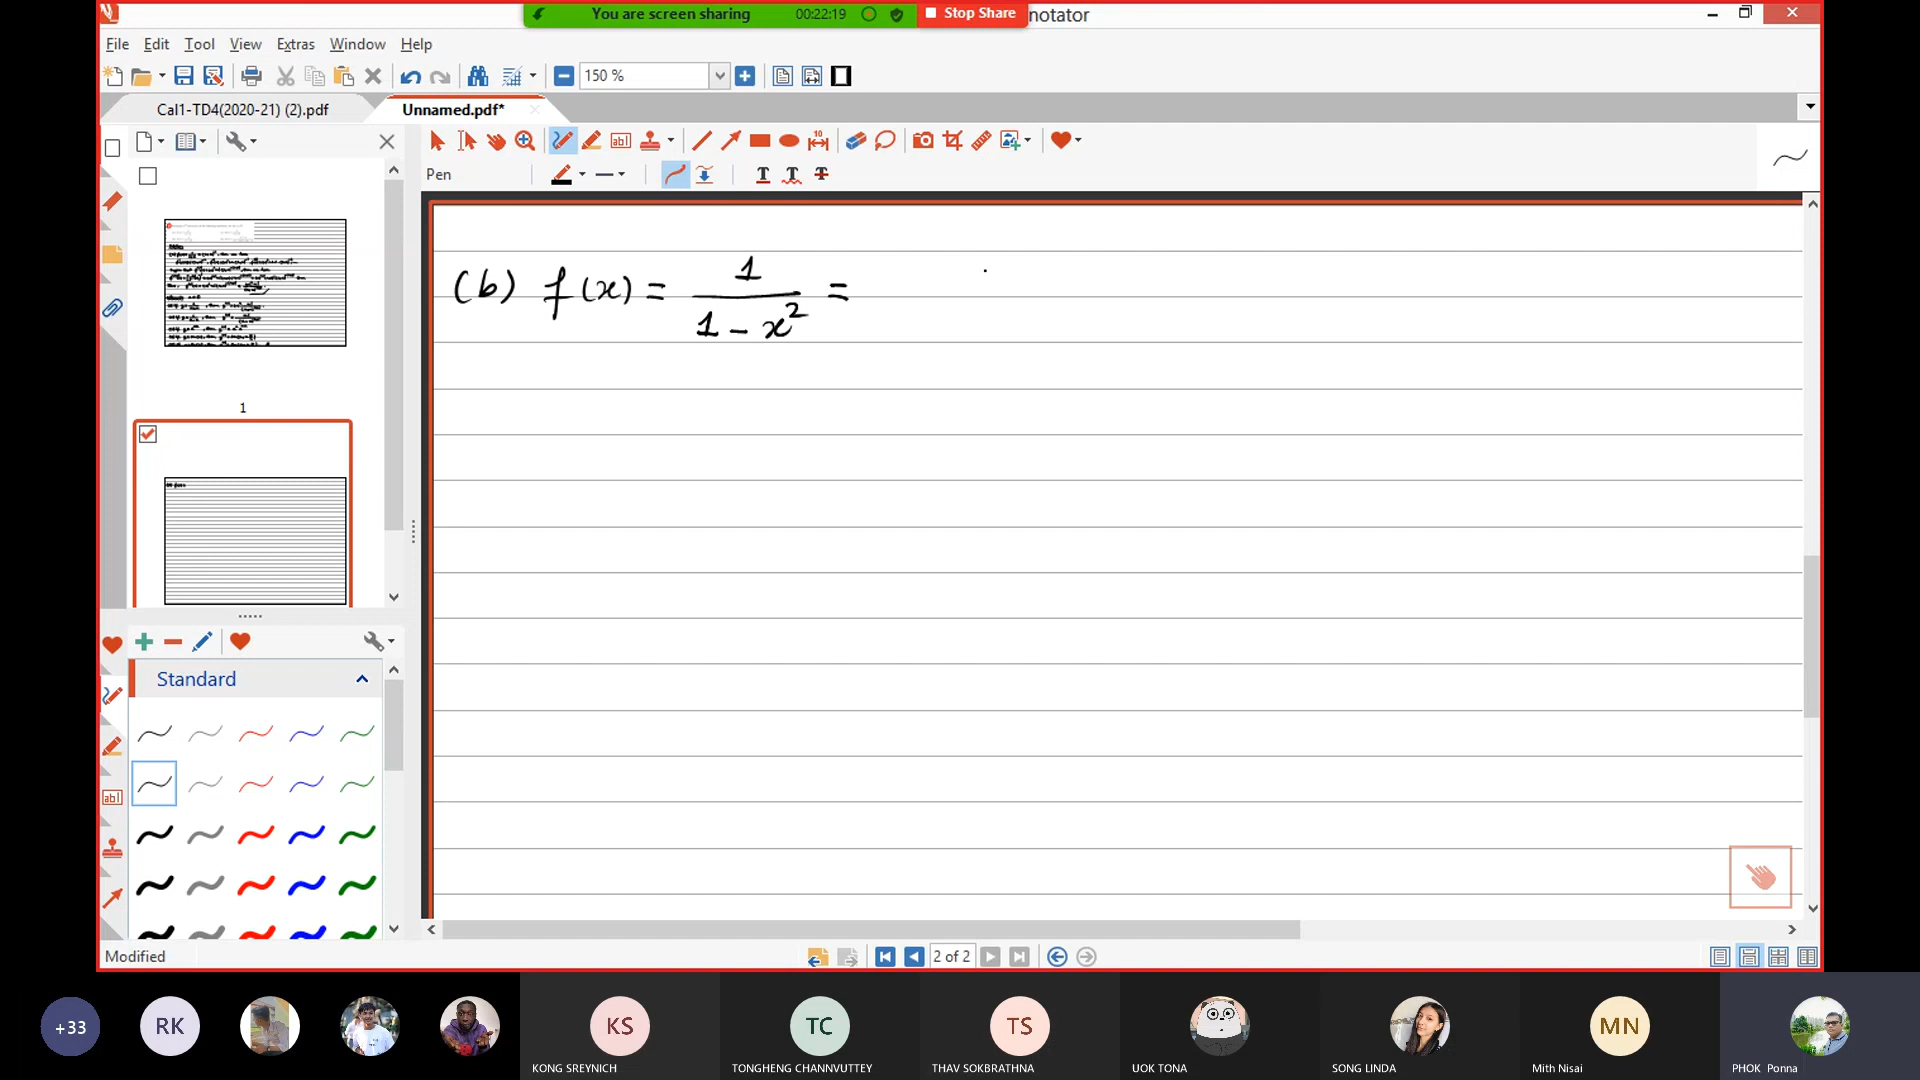 You are screen sharing 00:22:19 Stop Share notator
File Edit Tool View Extras Window Help
150 %
Cal1-TD4(2020-21) (2).pdf Unnamed.pdf*
Pen
(b) f(x) = 1 / (1 - x²) =
1
Standard
Modified
2 of 2
+33 RK KS TC TS MN
KONG SREYNICH TONGHENG CHANNVUTTEY THAV SOKBRATHNA UOK TONA SONG LINDA Mith Nisai PHOK Ponna